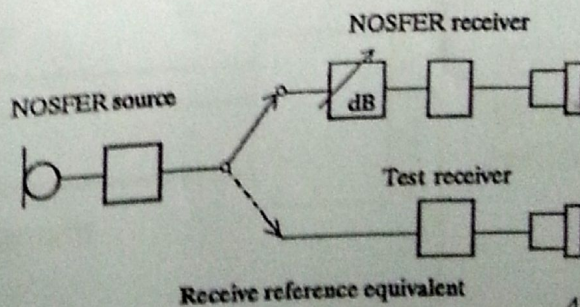 NOSFER receiver
NOSFER source
dB
Test receiver
Receive reference equivalent